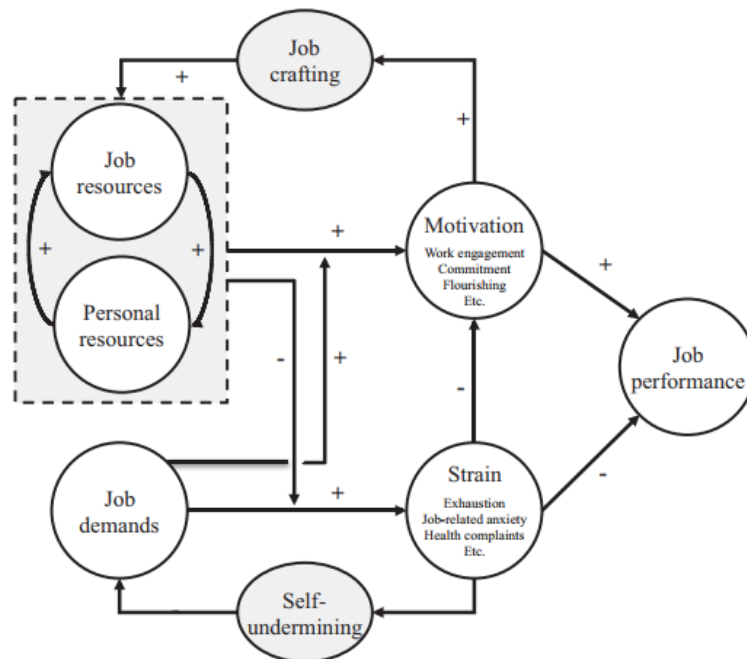 Job
crafting
+
+
Job
resources
+
+
Personal
resources
+
Motivation
Work engagement
Commitment
Flourishing
Etc.
+
-
+
-
Job
performance
Job
demands
+
Strain
Exhaustion
Job-related anxiety
Health complaints
Etc.
-
Self-
undermining